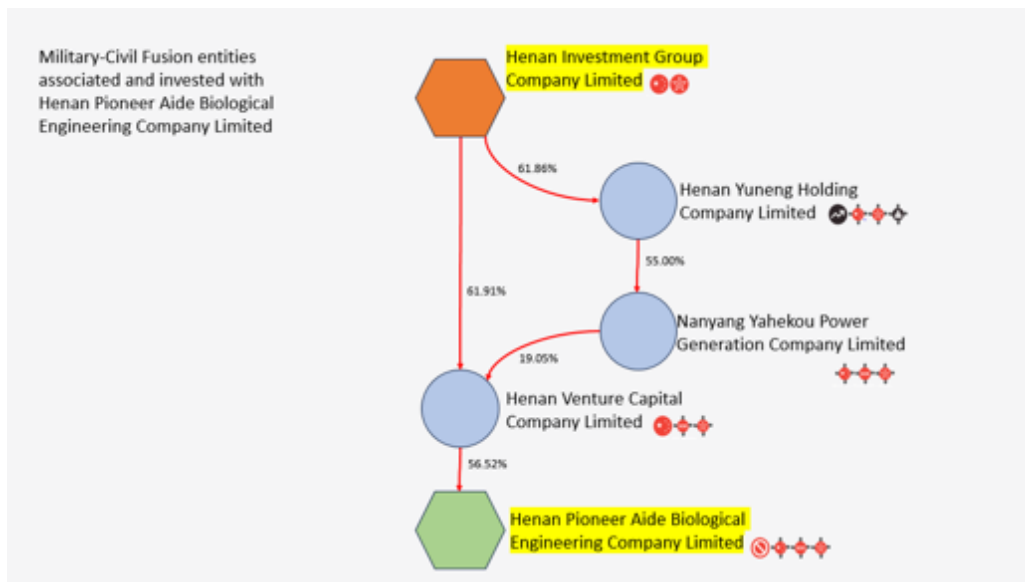 Military-Civil Fusion entities
associated and invested with
Henan Pioneer Aide Biological
Engineering Company Limited
Henan Investment Group
Company Limited
61.86%
Henan Yuneng Holding
Company Limited
55.00%
61.91%
Nanyang Yahekou Power
Generation Company Limited
19.05%
Henan Venture Capital
Company Limited
56.52%
Henan Pioneer Aide Biological
Engineering Company Limited